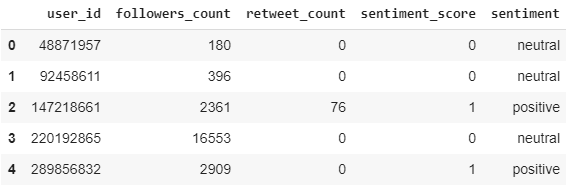 user_id followers_count retweet_count sentiment_score sentiment
0 48871957 180 0 0 neutral
1 92458611 396 0 0 neutral
2 147218661 2361 76 1 positive
3 220192865 16553 0 0 neutral
4 289856832 2909 0 1 positive